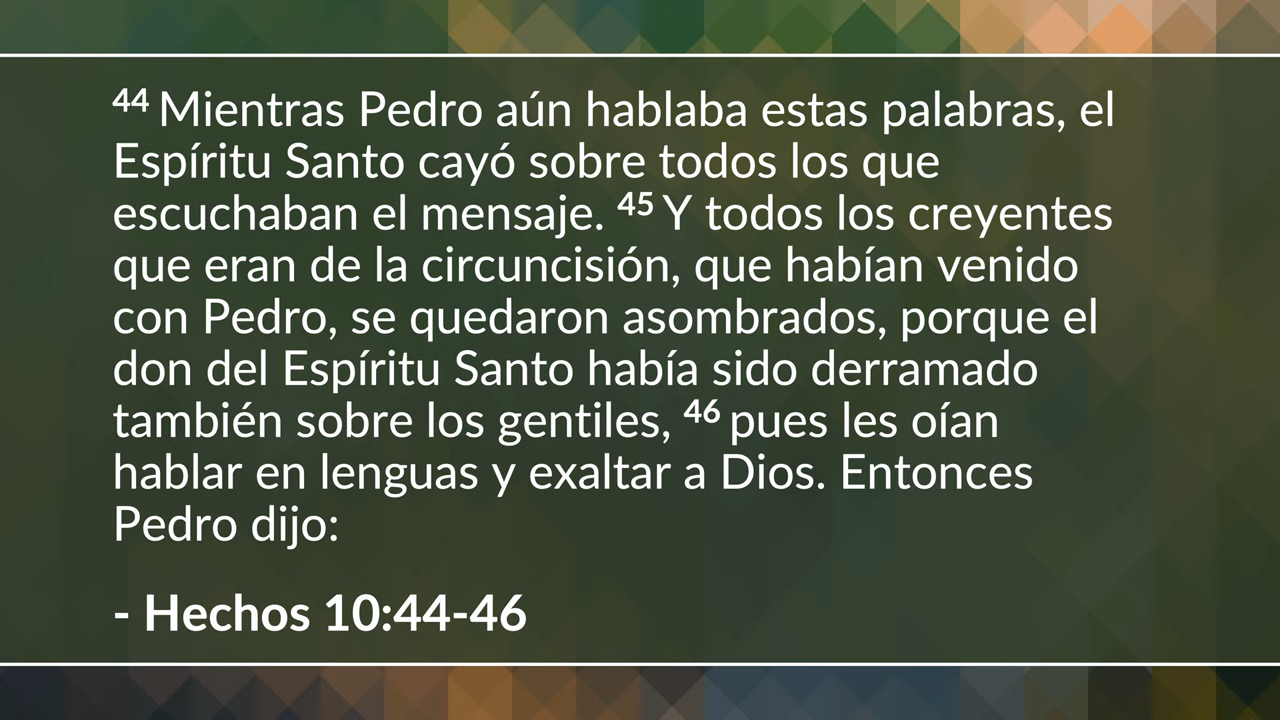 44 Mientras Pedro aún hablaba estas palabras, el
Espíritu Santo cayó sobre todos los que
escuchaban el mensaje. 45 Y todos los creyentes
que eran de la circuncisión, que habían venido
con Pedro, se quedaron asombrados, porque el
don del Espíritu Santo había sido derramado
también sobre los gentiles, 46 pues les oían
hablar en lenguas y exaltar a Dios. Entonces
Pedro dijo:
- Hechos 10:44-46